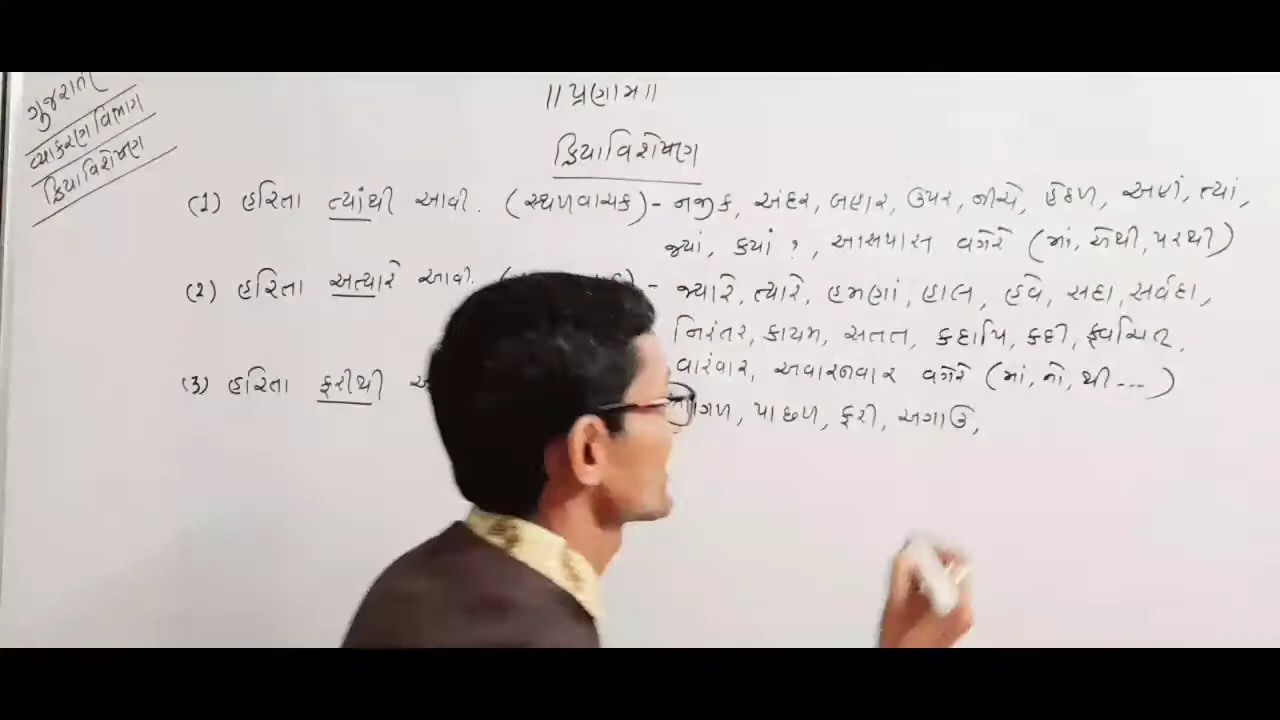 ગુજરાતી
વ્યાકરણ વિભાગ
ક્રિયાવિશેષણ
॥ પ્રણામ ॥
ક્રિયાવિશેષણ
(1) હરિતા ત્યાંથી આવી. (સ્થળવાચક) - નજીક, અંદર, બહાર, ઉપર, નીચે, હેઠળ, અહીં, ત્યાં,
જ્યાં, ક્યાં ?, આસપાસ વગેરે (માં, એથી, પરથી)
(2) હરિતા અત્યારે આવી. - જ્યારે, ત્યારે, હમણાં, હાલ, હવે, સદા, સર્વદા,
નિરંતર, કાયમ, સતત, કદાપિ, કદી, ક્વચિત્,
વારંવાર, અવારનવાર વગેરે (માં, નો, થી...)
(3) હરિતા ફરીથી પાછળ, ફરી, અગાઉ,